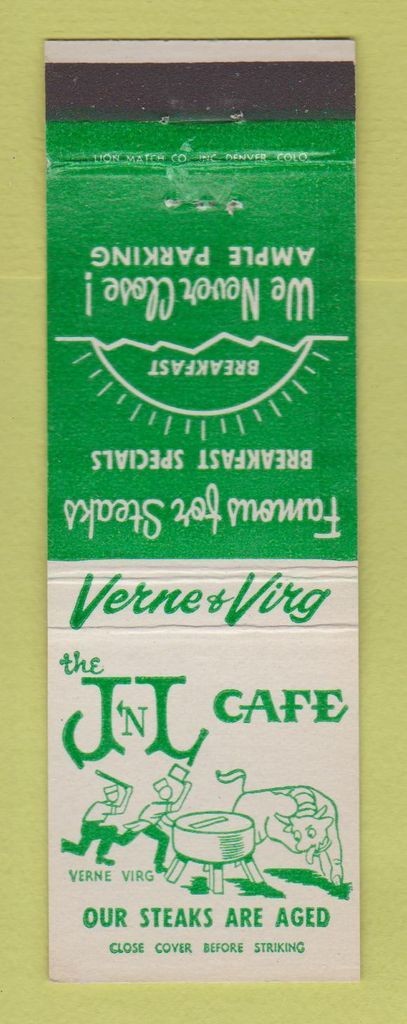 LION MATCH CO. INC. DENVER, COLO.
Famous for Steaks
BREAKFAST SPECIALS
BREAKFAST
We Never Close!
AMPLE PARKING
Verne & Virg
the
J'N'L CAFE
VERNE VIRG
OUR STEAKS ARE AGED
CLOSE COVER BEFORE STRIKING